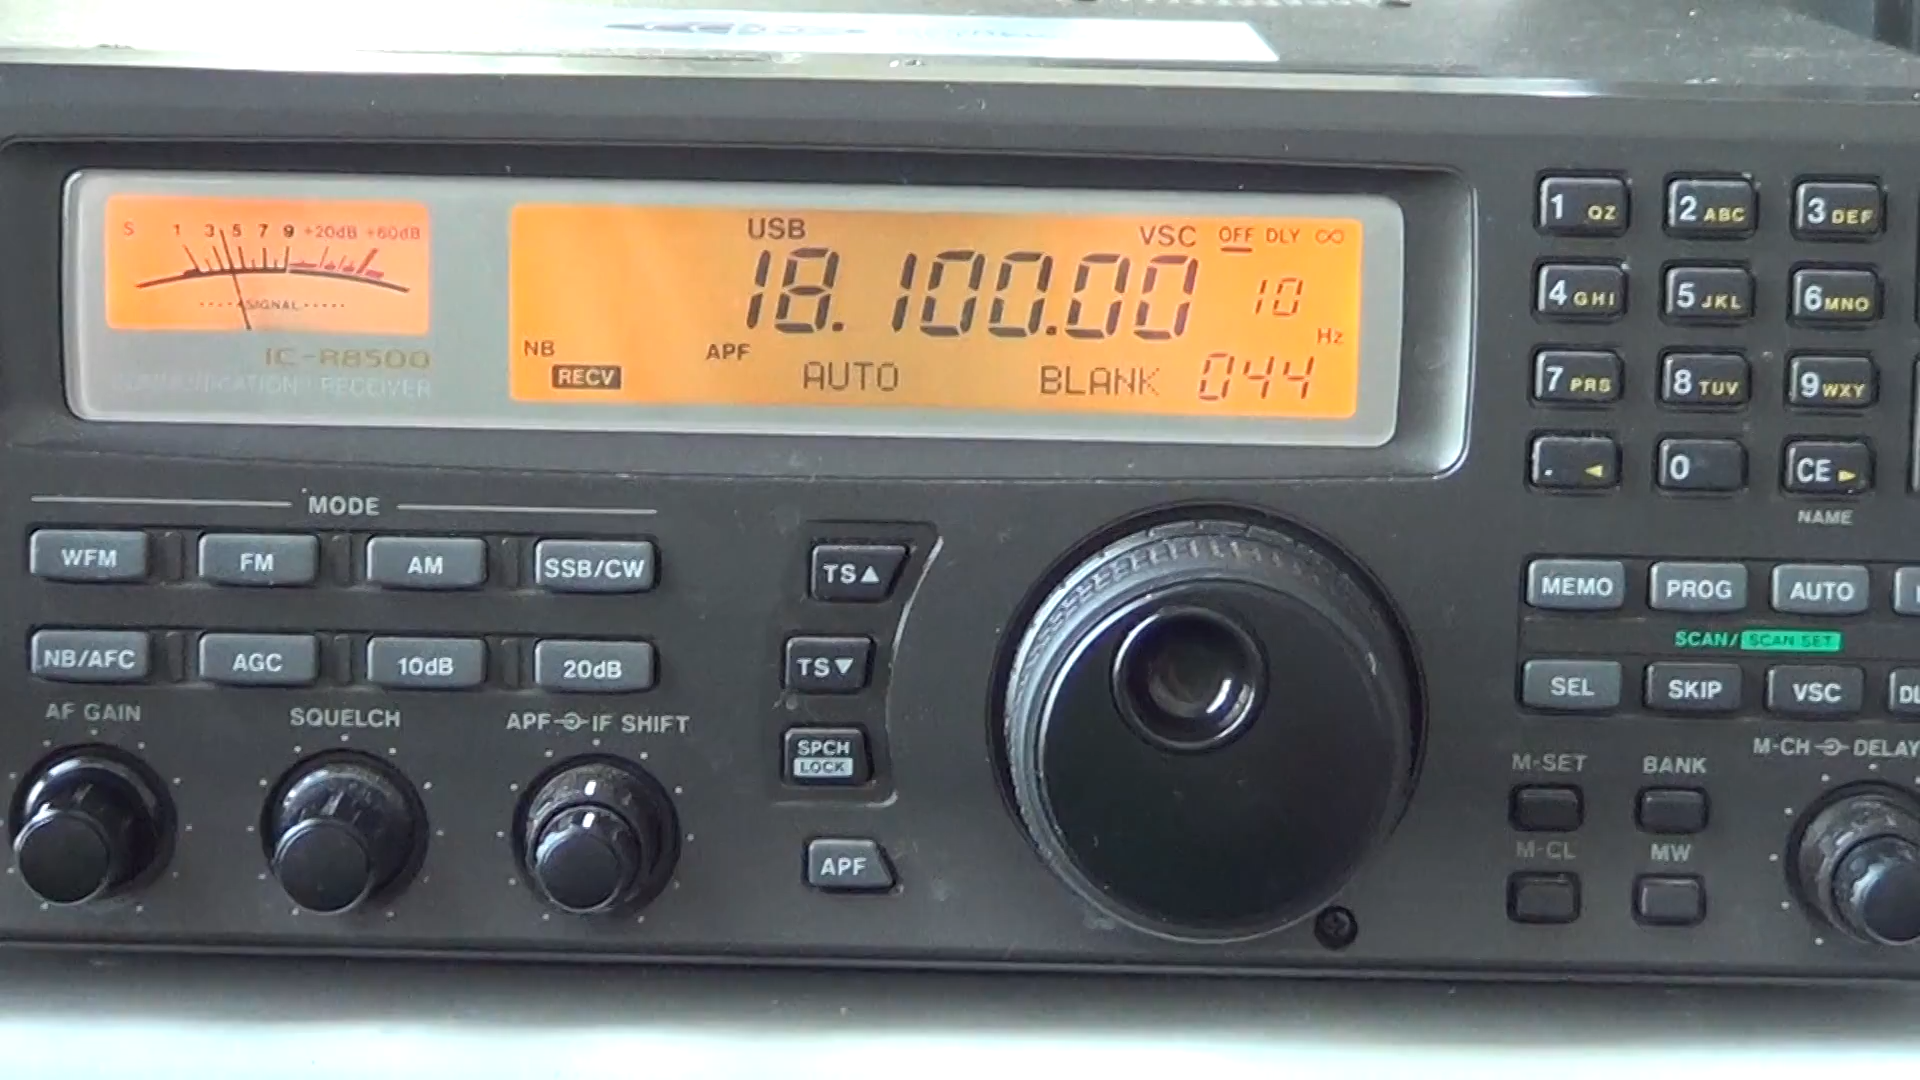 S 1 3 5 7 9 +20dB +60dB
SIGNAL
IC-R8500
COMMUNICATION RECEIVER
USB VSC OFF DLY ∞
18.100.00 10
Hz
NB APF
RECV AUTO BLANK 044
1 QZ 2 ABC 3 DEF
4 GHI 5 JKL 6 MNO
7 PRS 8 TUV 9 WXY
. ◄ 0 CE ►
NAME
MODE
WFM FM AM SSB/CW
NB/AFC AGC 10dB 20dB
AF GAIN SQUELCH APF IF SHIFT
TS▲
TS▼
SPCH
LOCK
APF
MEMO PROG AUTO
SCAN/ SCAN SET
SEL SKIP VSC DL
M-CH DELAY
M-SET BANK
M-CL MW